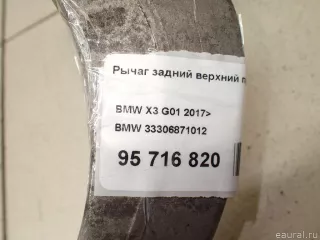 Рычаг задний верхний
BMW X3 G01 2017>
BMW 33306871012
95 716 820
eaural.ru